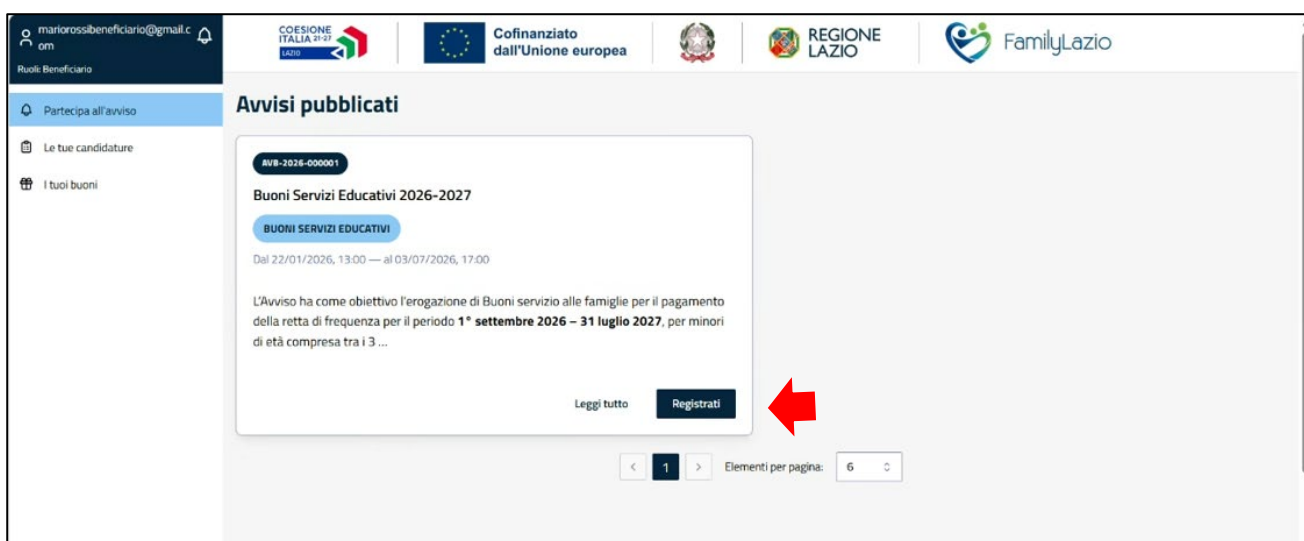 mariorossibeneficiario@gmail.c
om
Ruoli: Beneficiario
COESIONE
ITALIA 21-27
LAZIO
Cofinanziato
dall'Unione europea
REGIONE
LAZIO
FamilyLazio
Partecipa all'avviso
Le tue candidature
I tuoi buoni
Avvisi pubblicati
AVB-2026-000001
Buoni Servizi Educativi 2026-2027
BUONI SERVIZI EDUCATIVI
Dal 22/01/2026, 13:00 — al 03/07/2026, 17:00
L'Avviso ha come obiettivo l'erogazione di Buoni servizio alle famiglie per il pagamento
della retta di frequenza per il periodo 1° settembre 2026 – 31 luglio 2027, per minori
di età compresa tra i 3 ...
Leggi tutto
Registrati
1
Elementi per pagina:
6